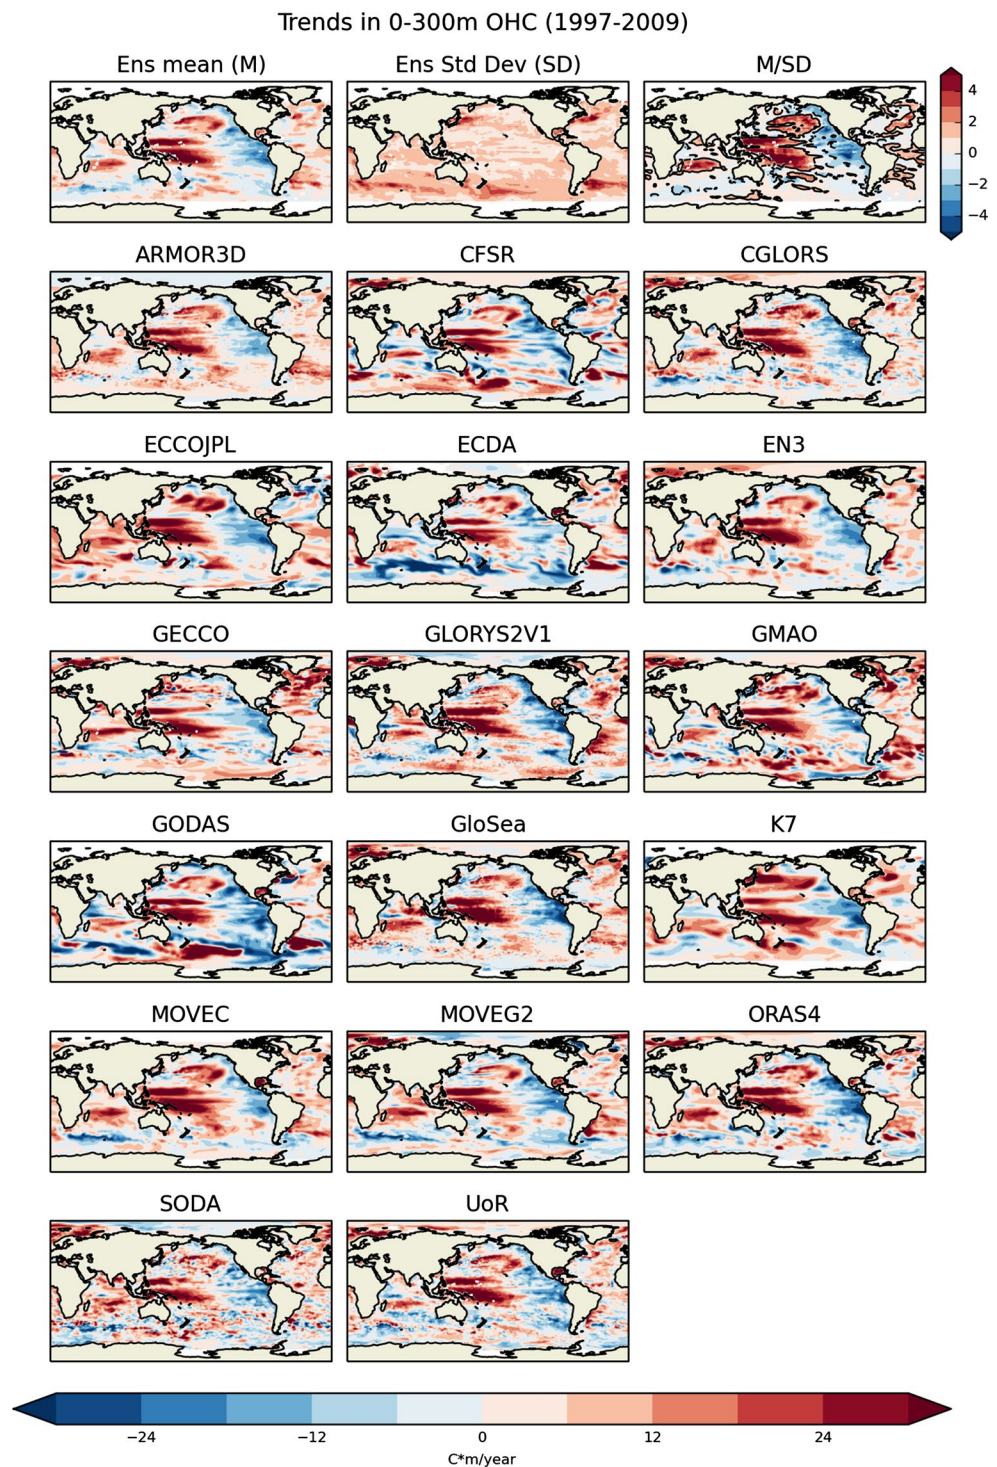 Trends in 0-300m OHC (1997-2009)
Ens mean (M) Ens Std Dev (SD) M/SD
4
2
0
−2
−4
ARMOR3D CFSR CGLORS
ECCOJPL ECDA EN3
GECCO GLORYS2V1 GMAO
GODAS GloSea K7
MOVEC MOVEG2 ORAS4
SODA UoR
−24 −12 0 12 24
C*m/year